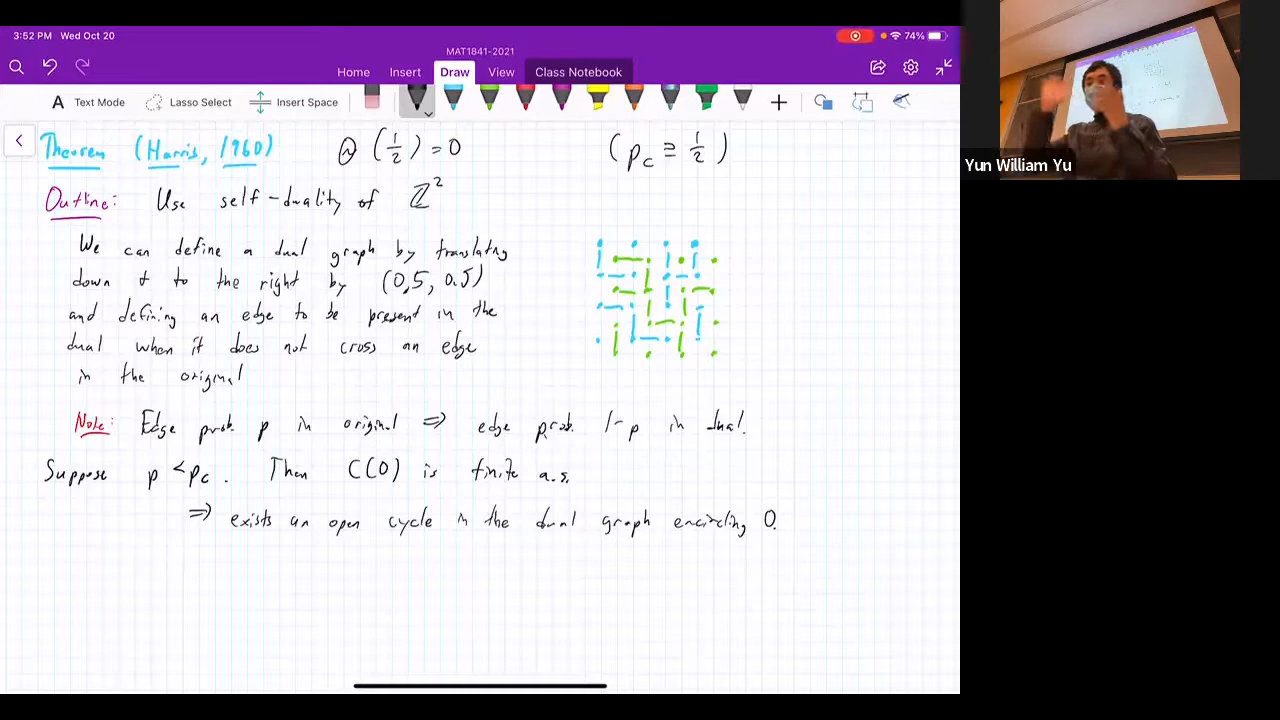 3:52 PM Wed Oct 20
74%
MAT1841-2021
Home Insert Draw View Class Notebook
A Text Mode Lasso Select Insert Space
Theorem (Harris, 1960) Θ(1/2) = 0 (pc ≥ 1/2)
Outline: Use self-duality of ℤ²
We can define a dual graph by translating
down + to the right by (0,5, 0.5)
and defining an edge to be present in the
dual when it does not cross an edge
in the original
Note: Edge prob. p in original ⇒ edge prob. 1-p in dual.
Suppose p < pc. Then C(0) is finite a.s.
⇒ exists an open cycle in the dual graph encircling 0.
Yun William Yu